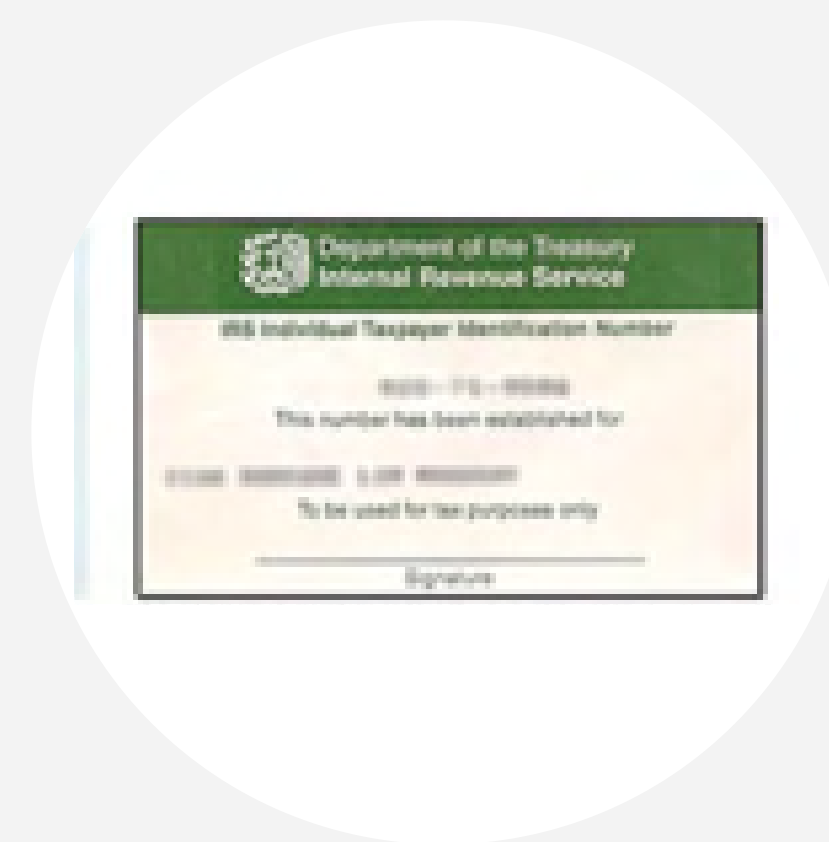 Department of the Treasury
Internal Revenue Service
IRS Individual Taxpayer Identification Number
This number has been established for
To be used for tax purposes only
Signature